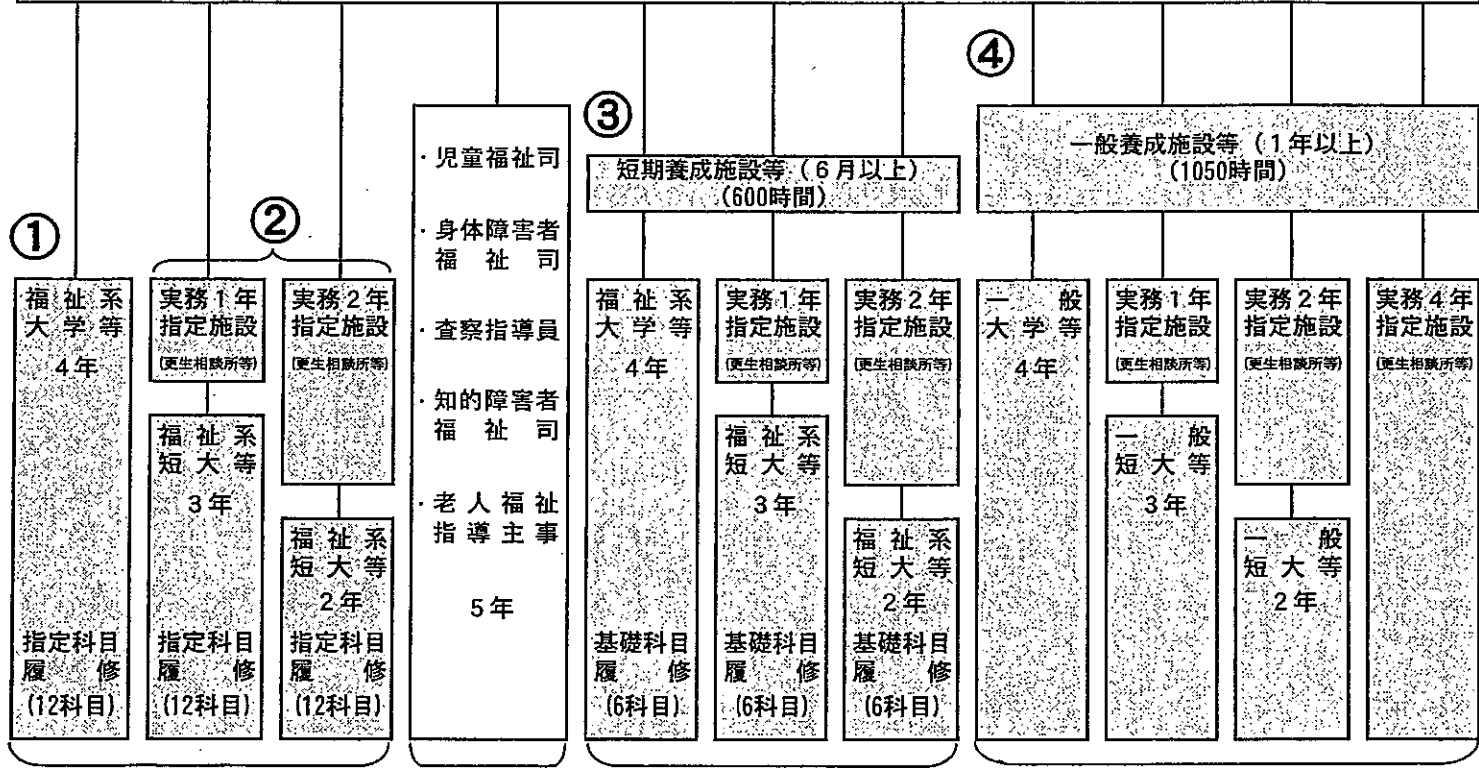 ①
福祉系
大学等
4年
指定科目
履修
(12科目)
②
実務1年
指定施設
(更生相談所等)
福祉系
短大等
3年
指定科目
履修
(12科目)
実務2年
指定施設
(更生相談所等)
福祉系
短大等
2年
指定科目
履修
(12科目)
・児童福祉司
・身体障害者
福祉司
・査察指導員
・知的障害者
福祉司
・老人福祉
指導主事
5年
③
短期養成施設等(6月以上)
(600時間)
福祉系
大学等
4年
基礎科目
履修
(6科目)
実務1年
指定施設
(更生相談所等)
福祉系
短大等
3年
基礎科目
履修
(6科目)
実務2年
指定施設
(更生相談所等)
福祉系
短大等
2年
基礎科目
履修
(6科目)
④
一般養成施設等(1年以上)
(1050時間)
一般
大学等
4年
実務1年
指定施設
(更生相談所等)
一般
短大等
3年
実務2年
指定施設
(更生相談所等)
一般
短大等
2年
実務4年
指定施設
(更生相談所等)